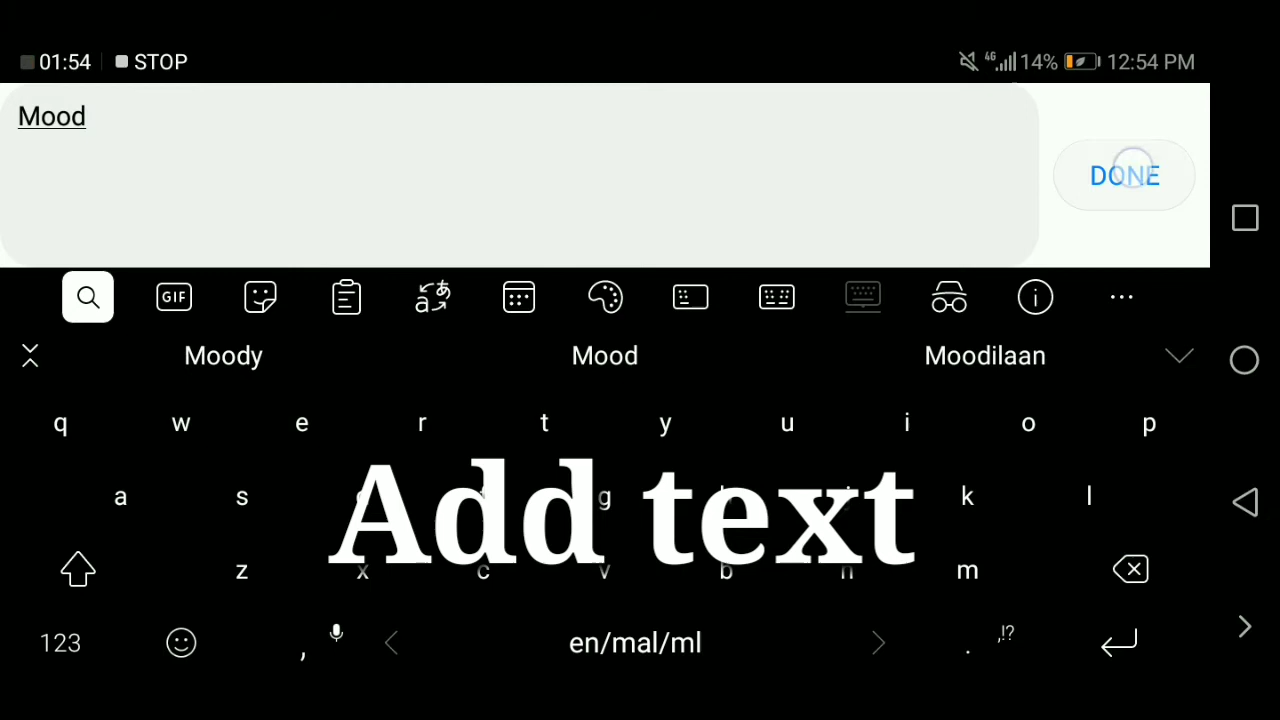 01:54 STOP 4G 14% 12:54 PM
Mood
DONE
GIF
Moody Mood Moodilaan
q w e r t y u i o p
a s g k l
Add text
z x c v b n m
123 , en/mal/ml . ,!?